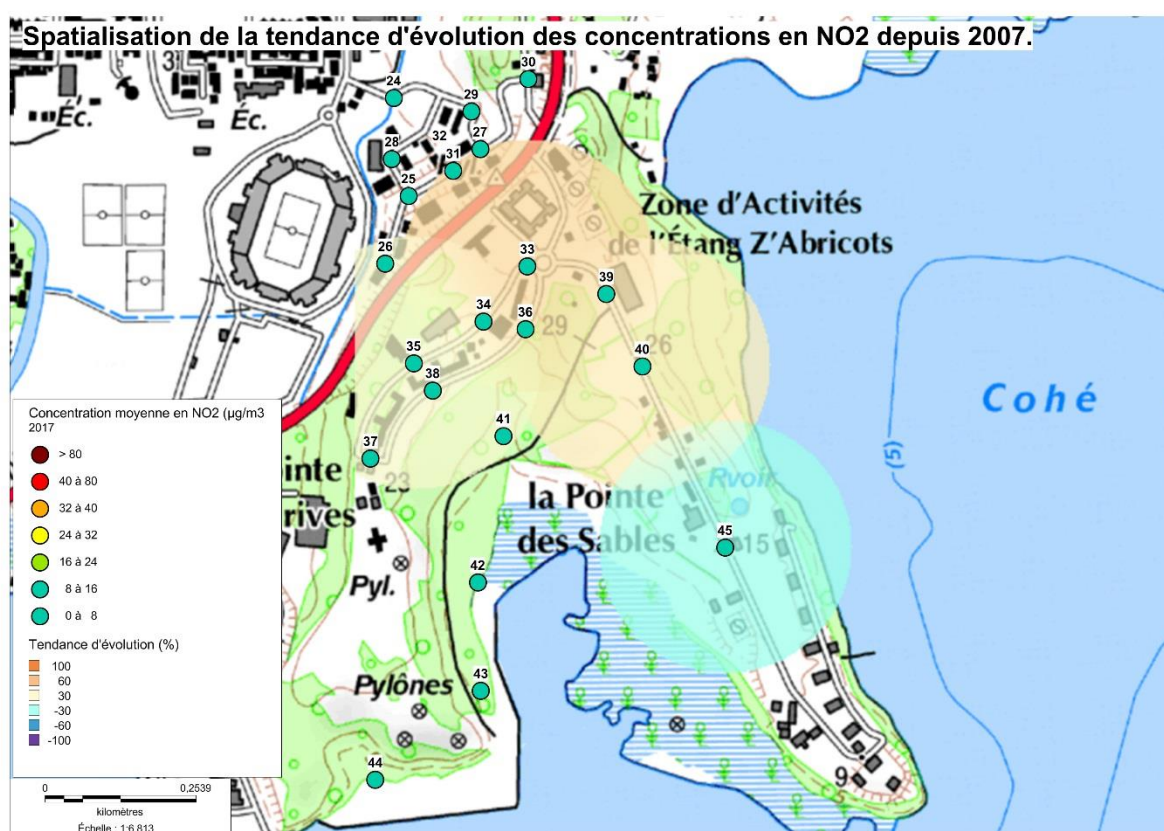 Spatialisation de la tendance d'évolution des concentrations en NO2 depuis 2007.
3
30
24
29
Éc.
Éc.
32
27
28
31
25
Zone d'Activités
de l'Étang Z'Abricots
26
33
39
34
36
29
26
40
35
38
Cohé
41
(5)
37
23
Rvoir
la Pointe
des Sables
45
15
42
Pyl.
43
Pylônes
44
9
Concentration moyenne en NO2 (µg/m3
2017
> 80
40 à 80
32 à 40
24 à 32
16 à 24
8 à 16
0 à 8
Tendance d'évolution (%)
100
60
30
-30
-60
-100
0 0,2539
kilomètres
Échelle : 1:6 813